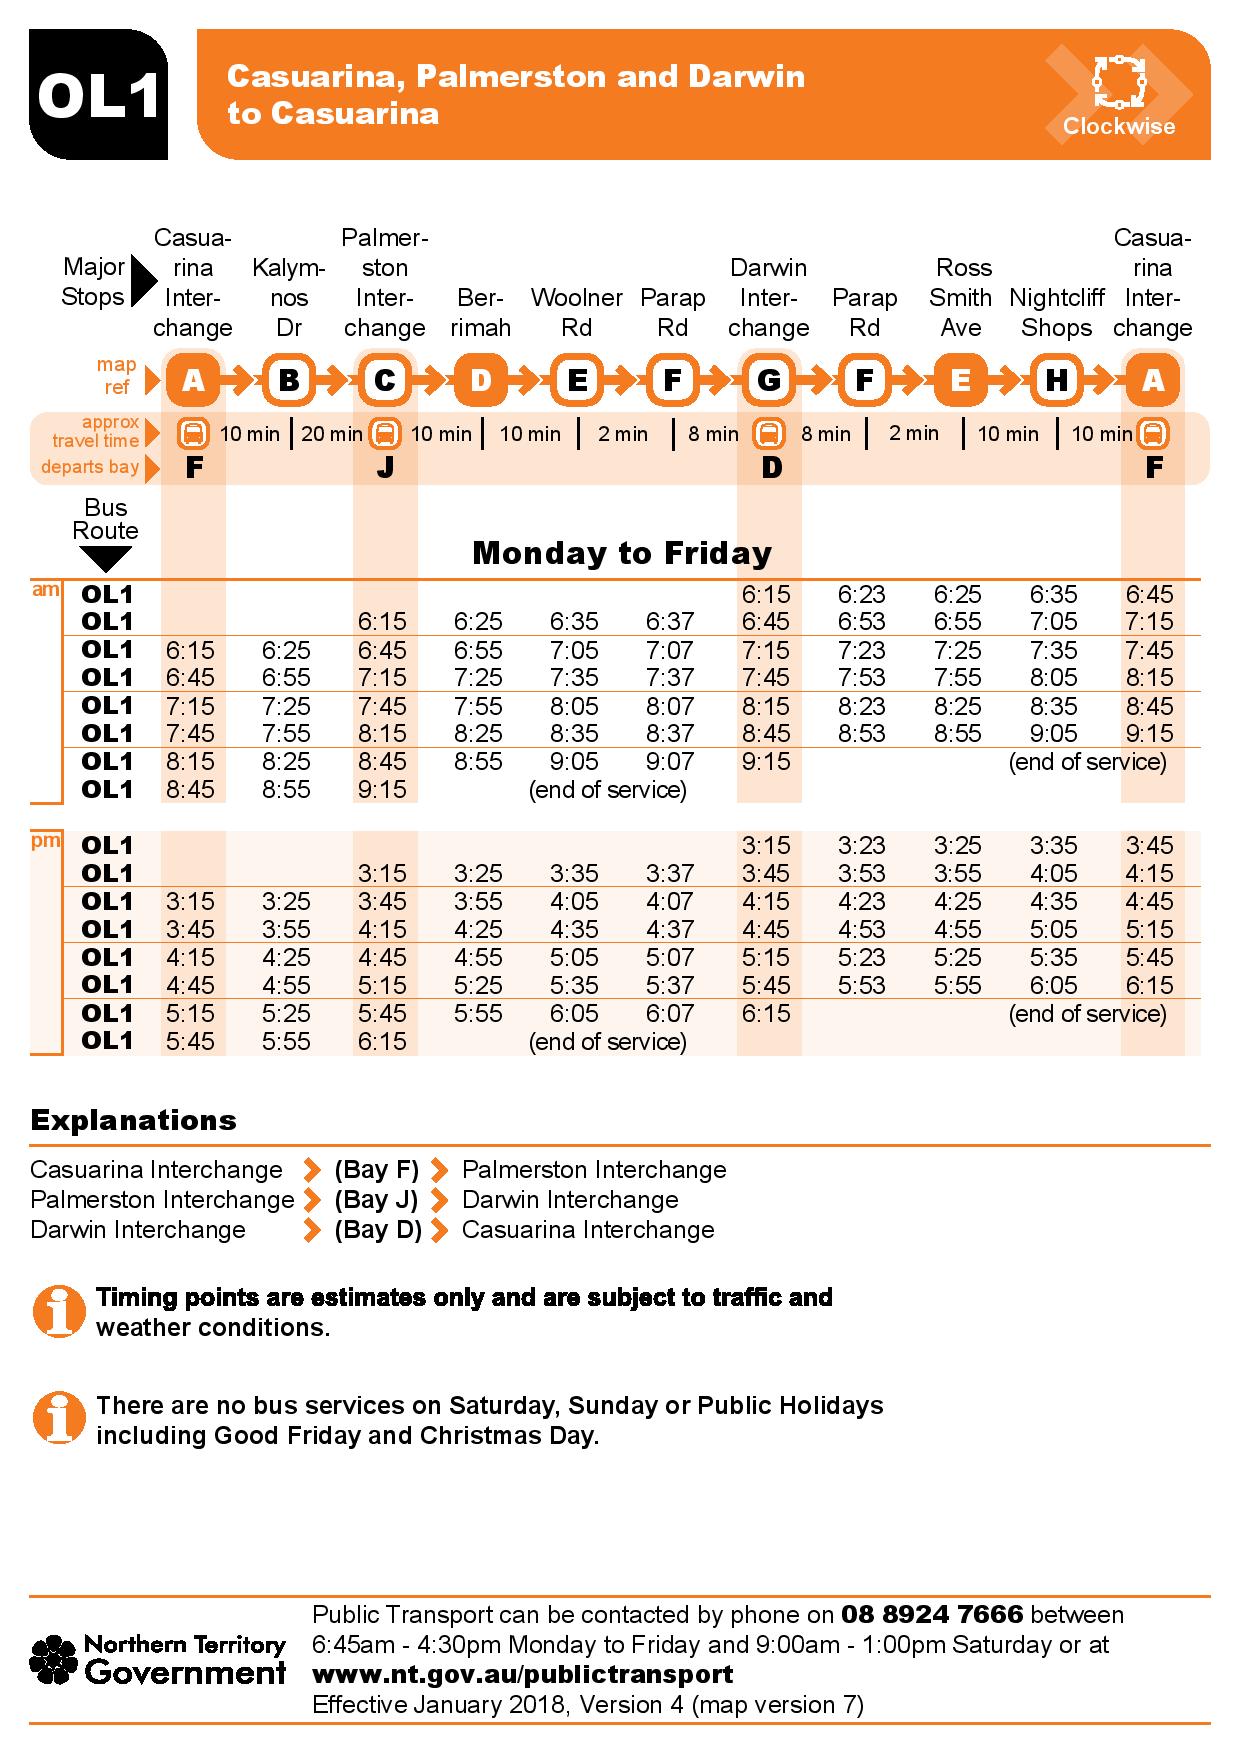 OL1
Casuarina, Palmerston and Darwin
to Casuarina
Clockwise
Major
Stops
Casua-
rina
Inter-
change
Kalym-
nos
Dr
Palmer-
ston
Inter-
change
Ber-
rimah
Woolner
Rd
Parap
Rd
Darwin
Inter-
change
Parap
Rd
Ross
Smith
Ave
Nightcliff
Shops
Casua-
rina
Inter-
change
map
ref
A B C D E F G F E H A
approx
travel time
10 min 20 min 10 min 10 min 2 min 8 min 8 min 2 min 10 min 10 min
departs bay F J D F
Bus
Route
Monday to Friday
am
OL1 6:15 6:23 6:25 6:35 6:45
OL1 6:15 6:25 6:35 6:37 6:45 6:53 6:55 7:05 7:15
OL1 6:15 6:25 6:45 6:55 7:05 7:07 7:15 7:23 7:25 7:35 7:45
OL1 6:45 6:55 7:15 7:25 7:35 7:37 7:45 7:53 7:55 8:05 8:15
OL1 7:15 7:25 7:45 7:55 8:05 8:07 8:15 8:23 8:25 8:35 8:45
OL1 7:45 7:55 8:15 8:25 8:35 8:37 8:45 8:53 8:55 9:05 9:15
OL1 8:15 8:25 8:45 8:55 9:05 9:07 9:15 (end of service)
OL1 8:45 8:55 9:15 (end of service)
pm
OL1 3:15 3:23 3:25 3:35 3:45
OL1 3:15 3:25 3:35 3:37 3:45 3:53 3:55 4:05 4:15
OL1 3:15 3:25 3:45 3:55 4:05 4:07 4:15 4:23 4:25 4:35 4:45
OL1 3:45 3:55 4:15 4:25 4:35 4:37 4:45 4:53 4:55 5:05 5:15
OL1 4:15 4:25 4:45 4:55 5:05 5:07 5:15 5:23 5:25 5:35 5:45
OL1 4:45 4:55 5:15 5:25 5:35 5:37 5:45 5:53 5:55 6:05 6:15
OL1 5:15 5:25 5:45 5:55 6:05 6:07 6:15 (end of service)
OL1 5:45 5:55 6:15 (end of service)
Explanations
Casuarina Interchange (Bay F) Palmerston Interchange
Palmerston Interchange (Bay J) Darwin Interchange
Darwin Interchange (Bay D) Casuarina Interchange
Timing points are estimates only and are subject to traffic and
weather conditions.
There are no bus services on Saturday, Sunday or Public Holidays
including Good Friday and Christmas Day.
Northern Territory
Government
Public Transport can be contacted by phone on 08 8924 7666 between
6:45am - 4:30pm Monday to Friday and 9:00am - 1:00pm Saturday or at
www.nt.gov.au/publictransport
Effective January 2018, Version 4 (map version 7)